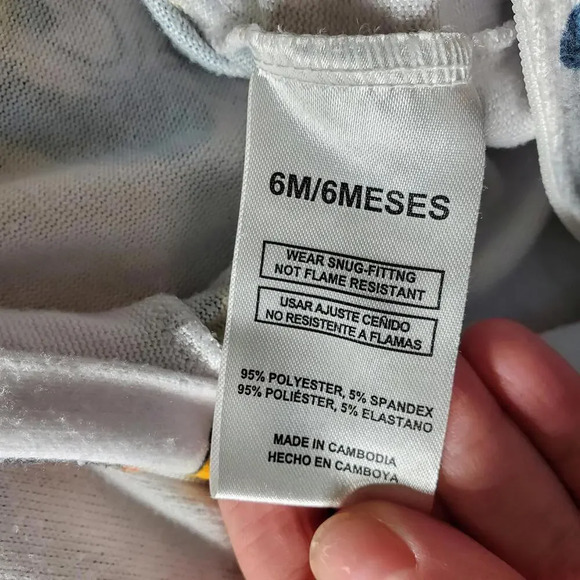 6M/6MESES
WEAR SNUG-FITTNG
NOT FLAME RESISTANT
USAR AJUSTE CEÑIDO
NO RESISTENTE A FLAMAS
95% POLYESTER, 5% SPANDEX
95% POLIÉSTER, 5% ELASTANO
MADE IN CAMBODIA
HECHO EN CAMBOYA